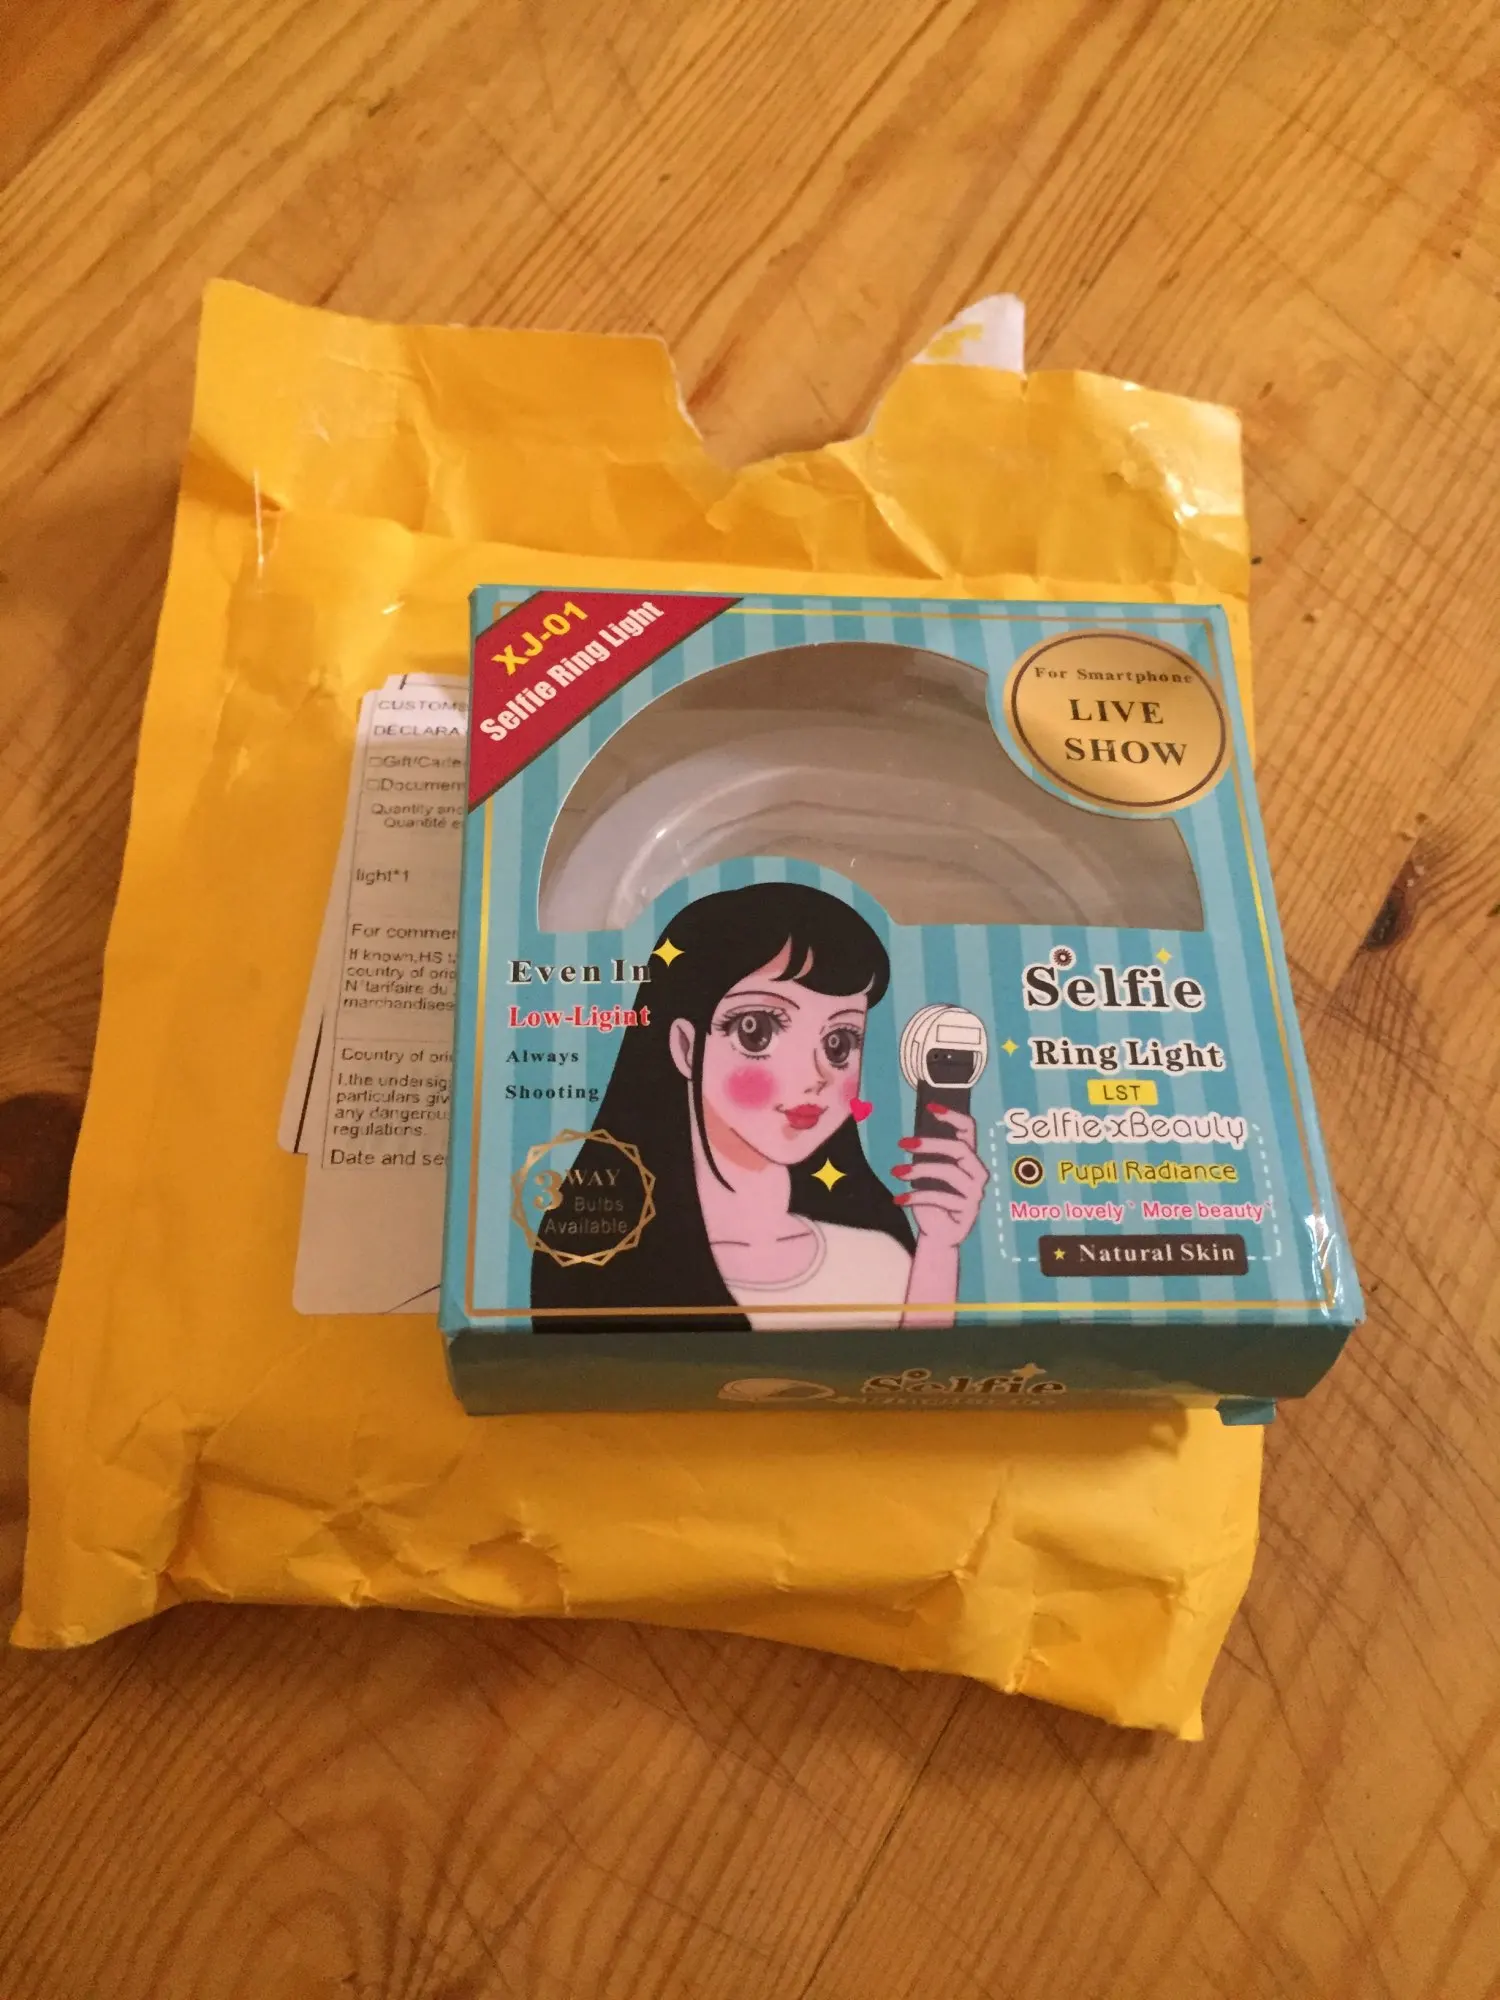 XJ-01
Selfie Ring Light
For Smartphone
LIVE
SHOW
CUSTOMS
DECLARA
Gift/Cade
Documen
Quantity and
Quantité e
light*1
For commer
If known,HS t
country of orig
N°tarifaire du
marchandises
Country of ori
I.the undersig
particulars giv
any dangerou
regulations.
Date and se
Even In
Low-Ligint
Always
Shooting
3 WAY
Bulbs
Available
Selfie
Ring Light
LST
SelfiexBeauty
Pupil Radiance
Moro lovely` More beauty`
Natural Skin
Selfie